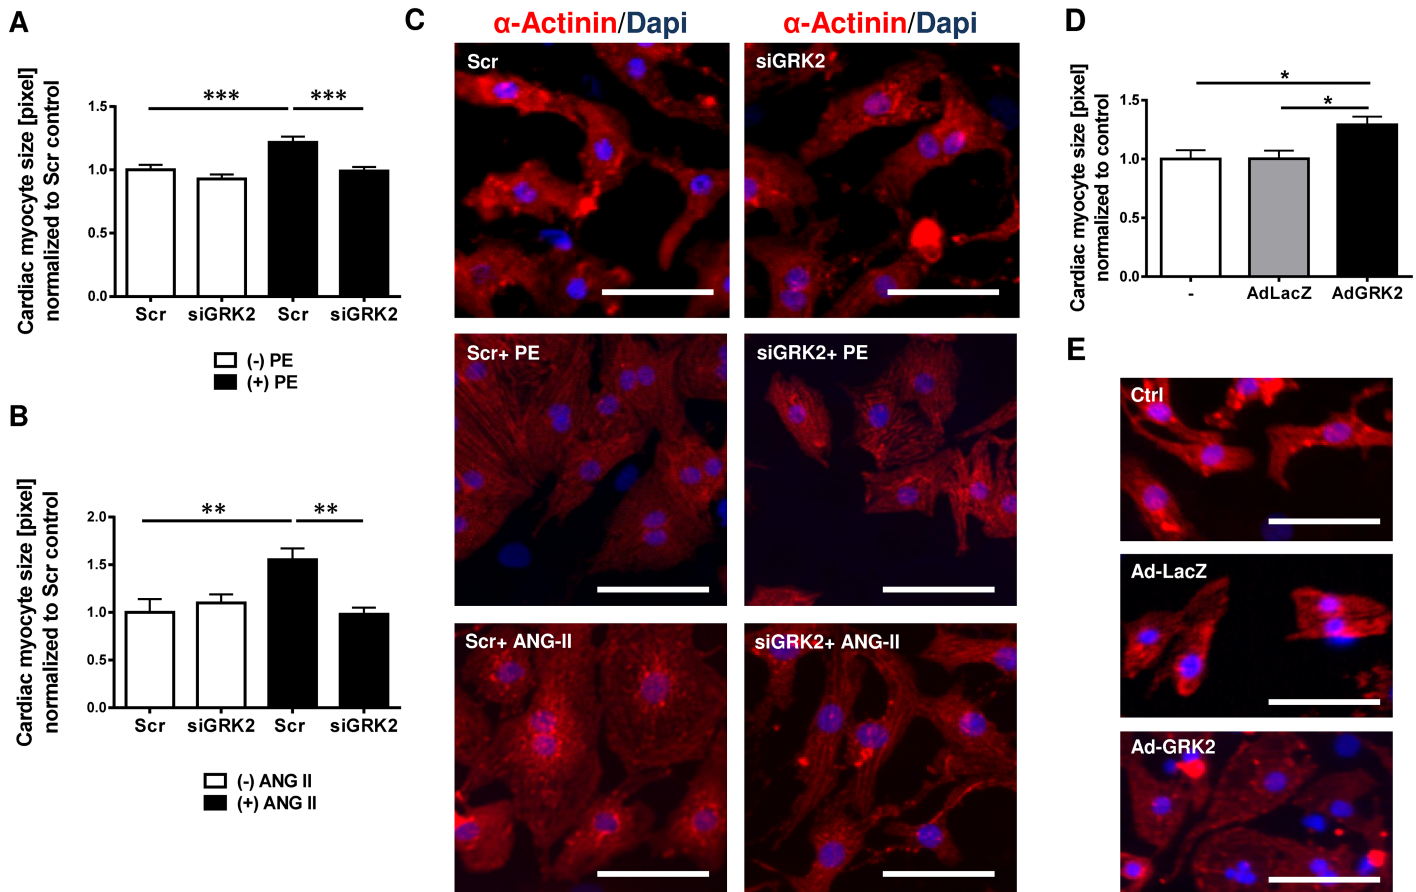 A
Cardiac myocyte size [pixel]
normalized to Scr control
1.5
1.0
0.5
0.0
*** ***
Scr siGRK2 Scr siGRK2
(-) PE
(+) PE
B
Cardiac myocyte size [pixel]
normalized to Scr control
2.0
1.5
1.0
0.5
0.0
** **
Scr siGRK2 Scr siGRK2
(-) ANG II
(+) ANG II
C
α-Actinin/Dapi α-Actinin/Dapi
Scr siGRK2
Scr+ PE siGRK2+ PE
Scr+ ANG-II siGRK2+ ANG-II
D
Cardiac myocyte size [pixel]
normalized to control
1.5
1.0
0.5
0.0
*
*
- AdLacZ AdGRK2
E
Ctrl
Ad-LacZ
Ad-GRK2